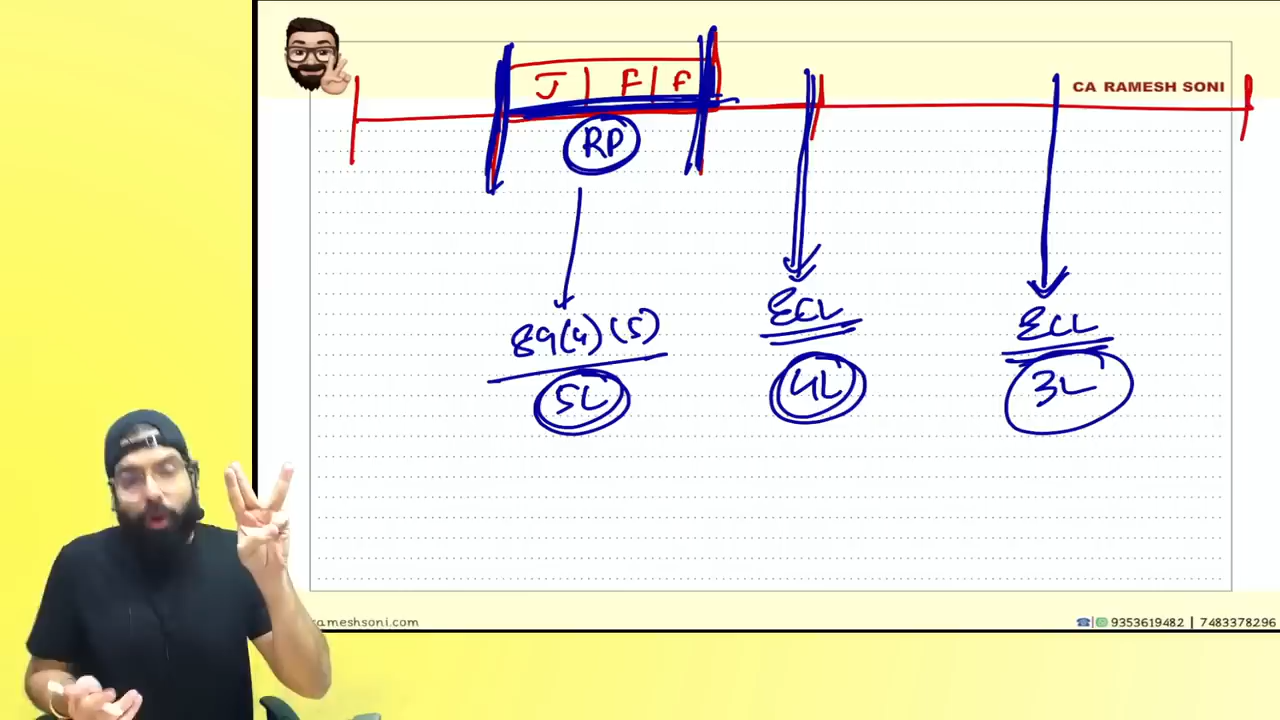 J F F
CA RAMESH SONI
RP
89(4) (5)
ECL
ECL
5L
4L
3L
rameshsoni.com
9353619482 | 7483378296